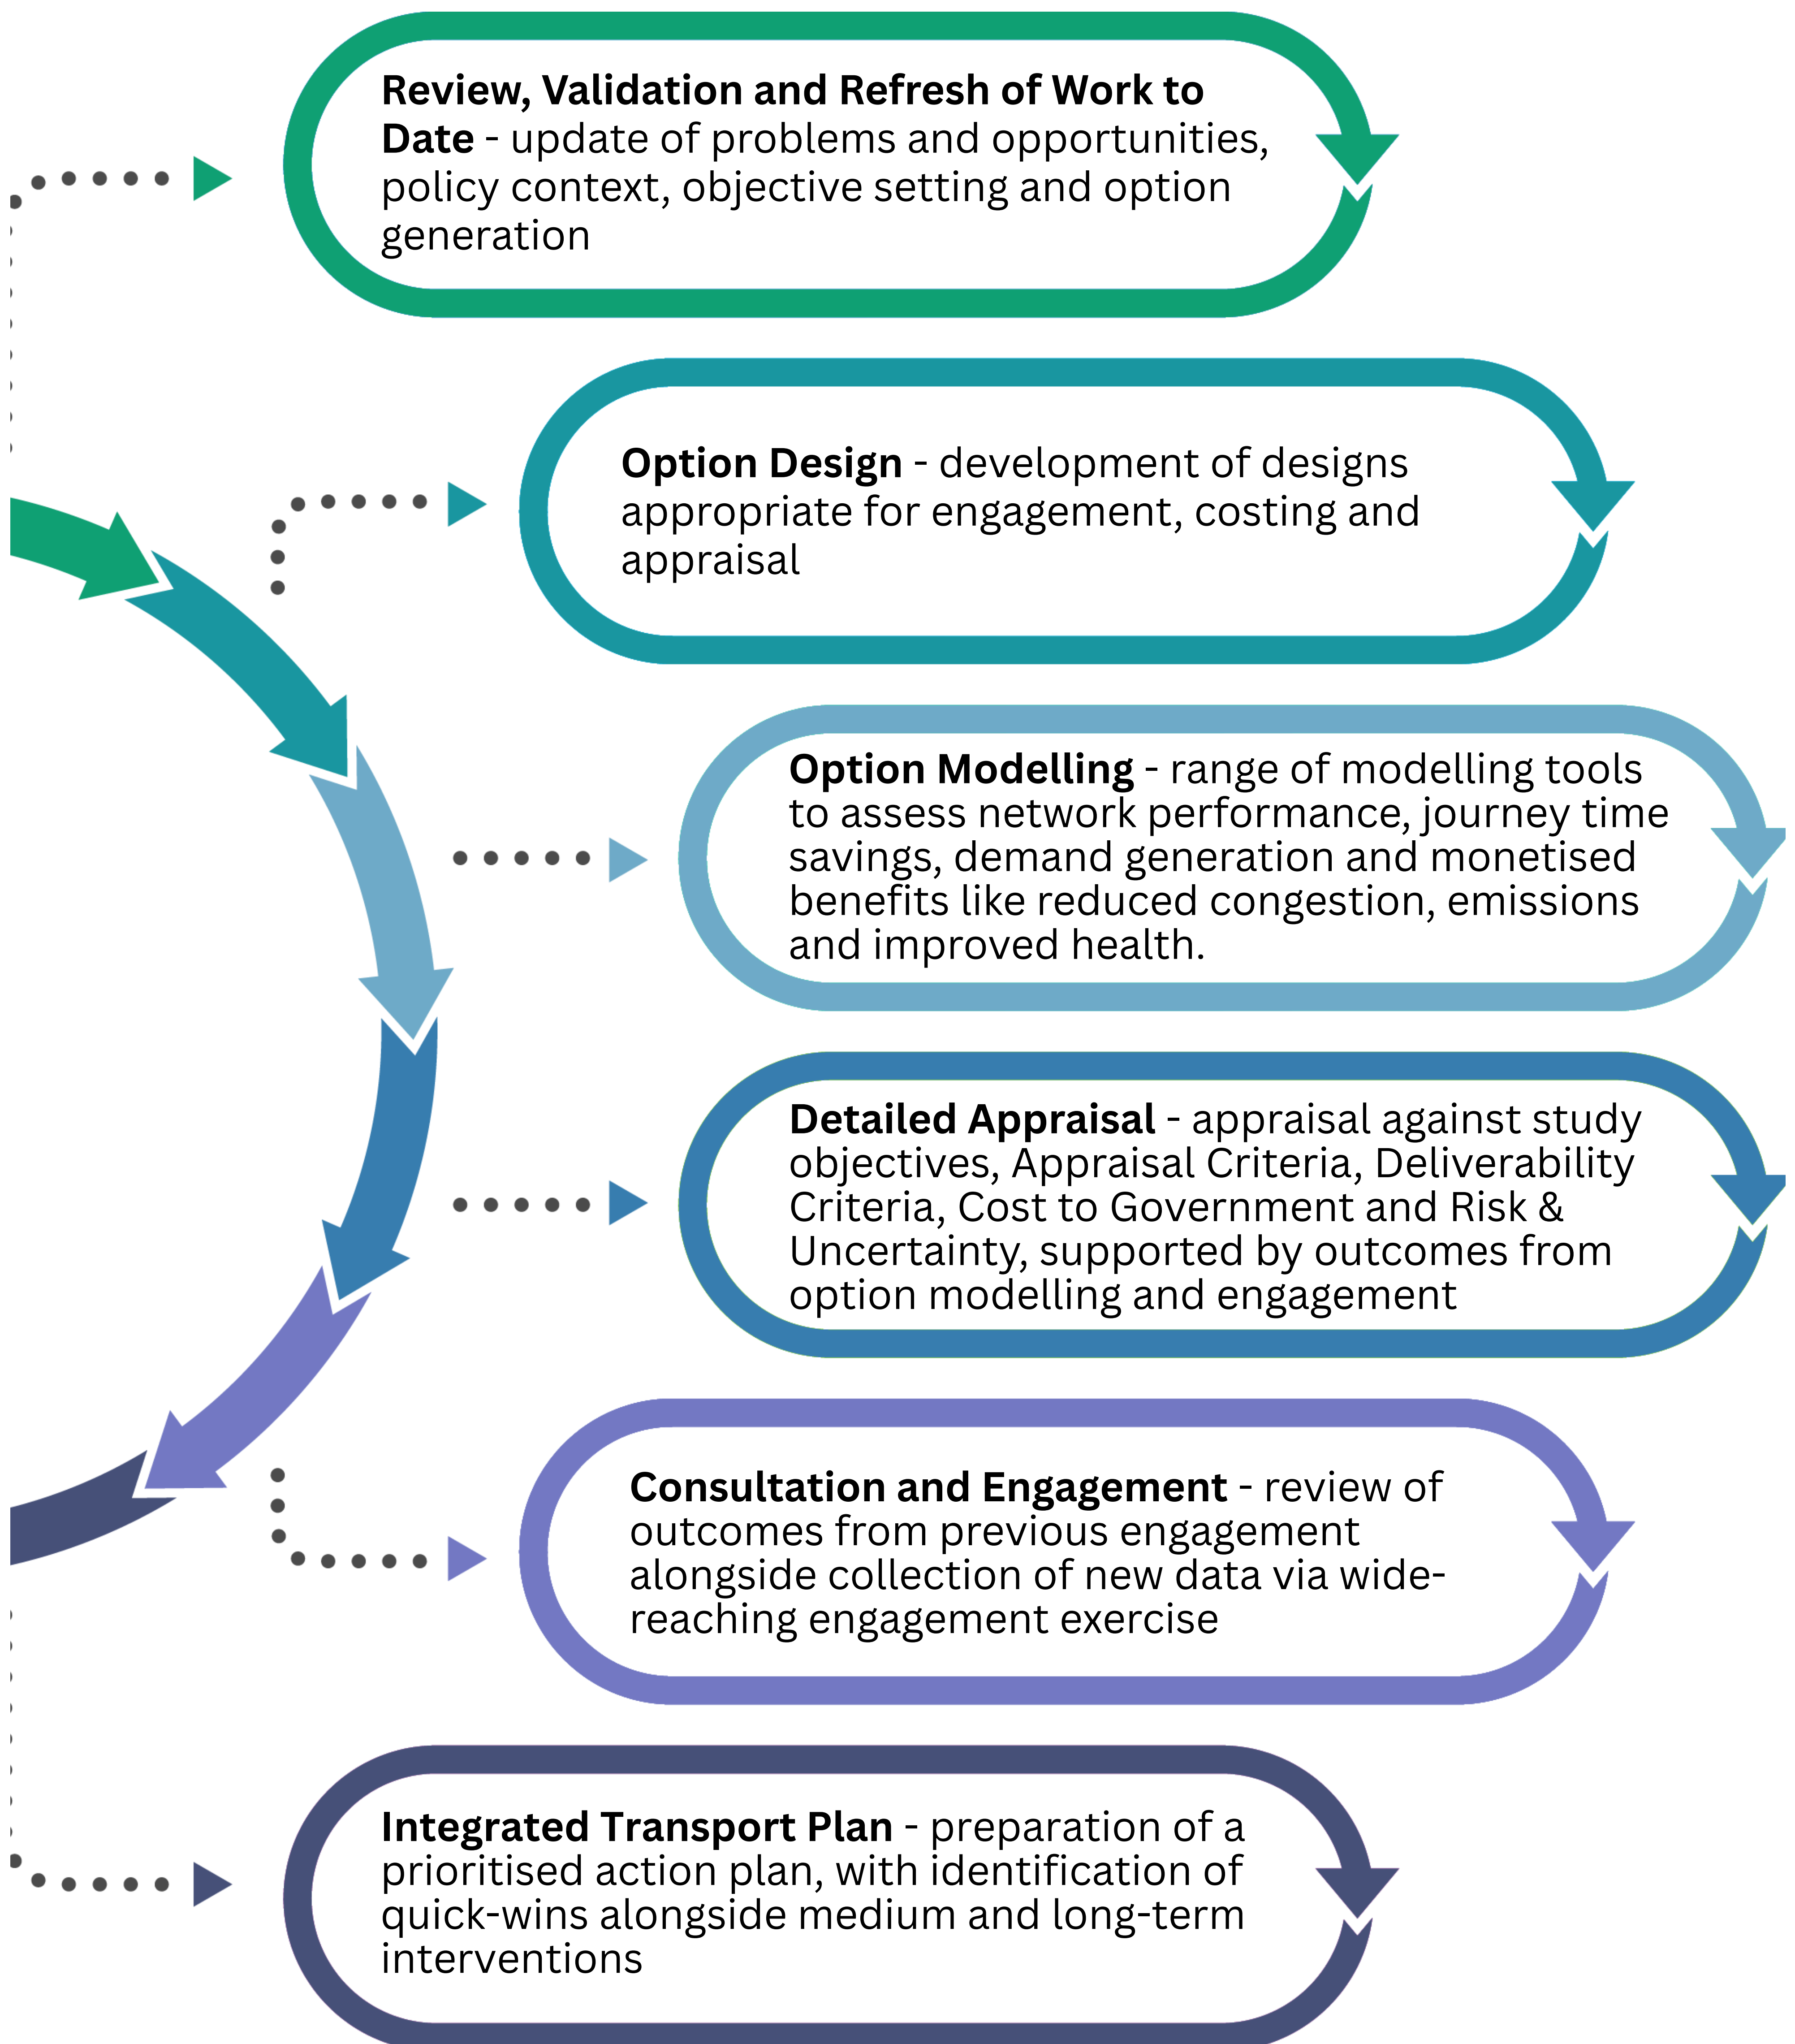 Review, Validation and Refresh of Work to
Date - update of problems and opportunities,
policy context, objective setting and option
generation
Option Design - development of designs
appropriate for engagement, costing and
appraisal
Option Modelling - range of modelling tools
to assess network performance, journey time
savings, demand generation and monetised
benefits like reduced congestion, emissions
and improved health.
Detailed Appraisal - appraisal against study
objectives, Appraisal Criteria, Deliverability
Criteria, Cost to Government and Risk &
Uncertainty, supported by outcomes from
option modelling and engagement
Consultation and Engagement - review of
outcomes from previous engagement
alongside collection of new data via wide-
reaching engagement exercise
Integrated Transport Plan - preparation of a
prioritised action plan, with identification of
quick-wins alongside medium and long-term
interventions